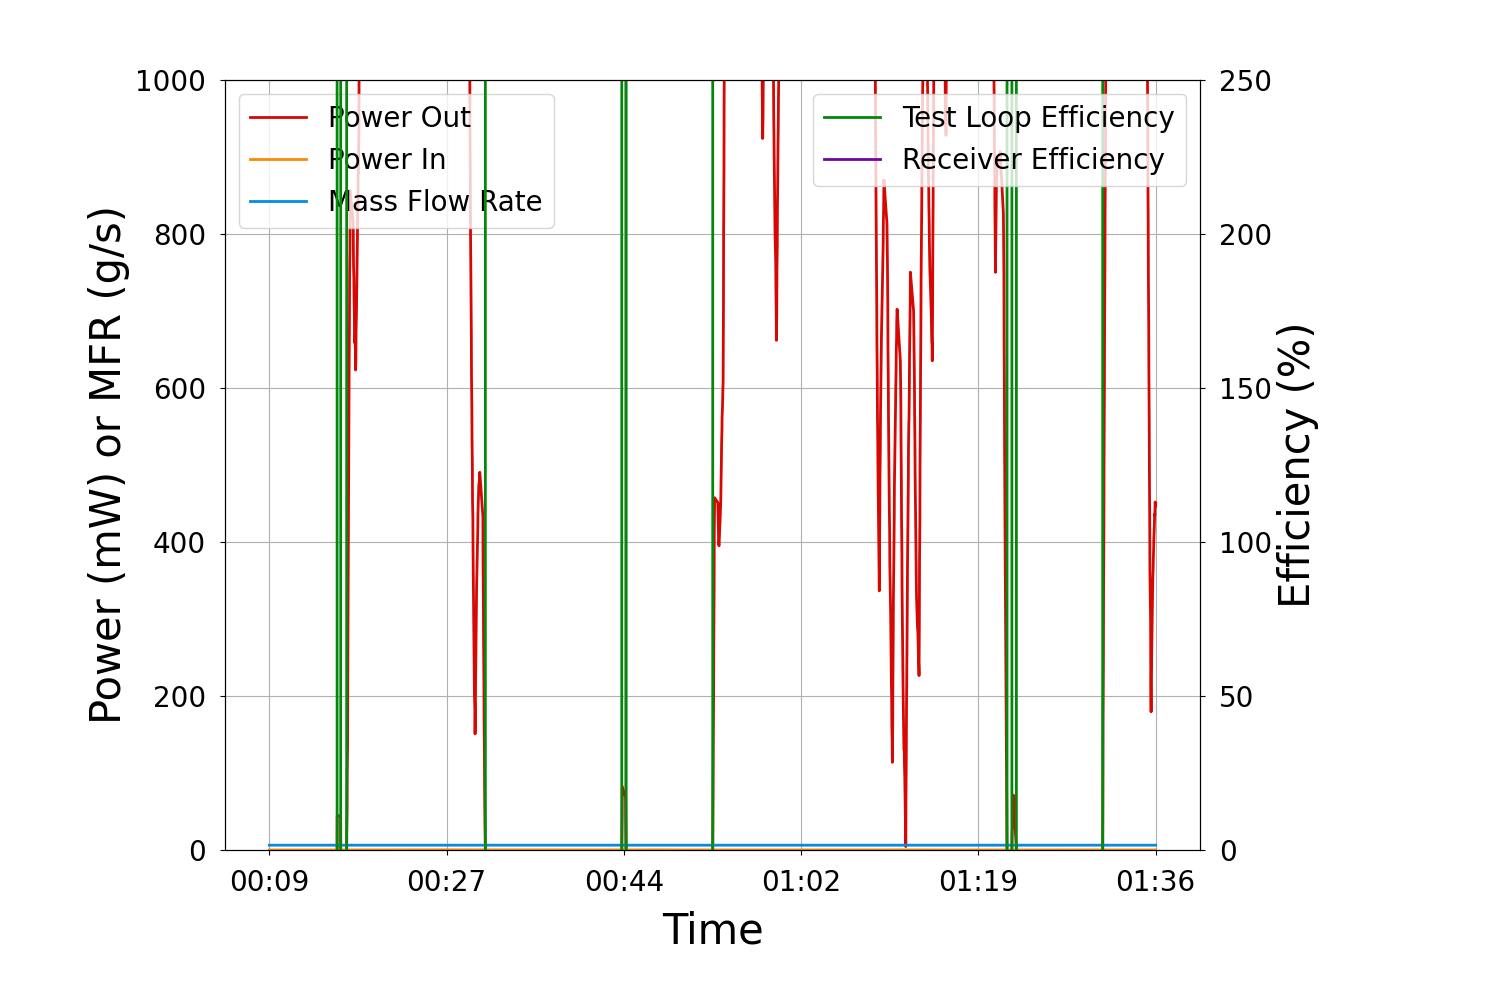 Power Out
Power In
Mass Flow Rate
Test Loop Efficiency
Receiver Efficiency
Power (mW) or MFR (g/s)
1000
800
600
400
200
0
250
200
150
100
50
0
Efficiency (%)
00:09 00:27 00:44 01:02 01:19 01:36
Time